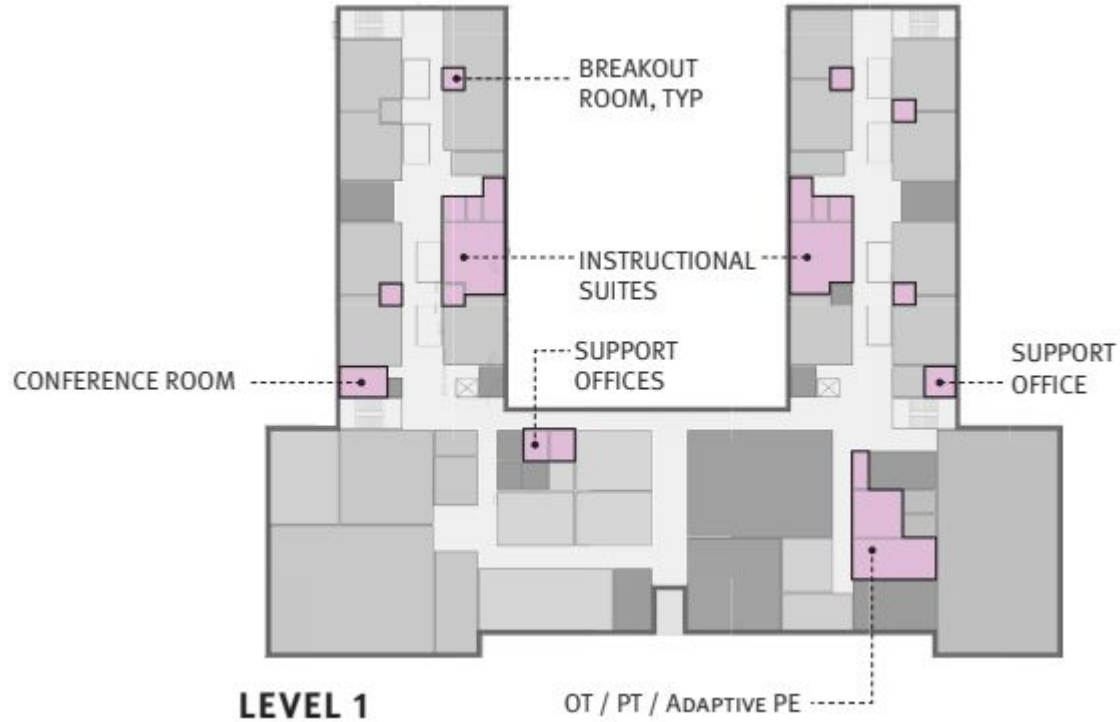 BREAKOUT
ROOM, TYP
INSTRUCTIONAL
SUITES
SUPPORT
OFFICES
CONFERENCE ROOM
SUPPORT
OFFICE
OT / PT / ADAPTIVE PE
LEVEL 1